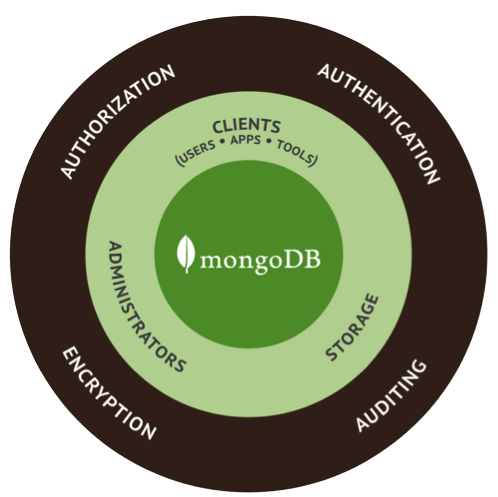 AUTHORIZATION
AUTHENTICATION
CLIENTS
(USERS • APPS • TOOLS)
mongoDB
ADMINISTRATORS
STORAGE
ENCRYPTION
AUDITING